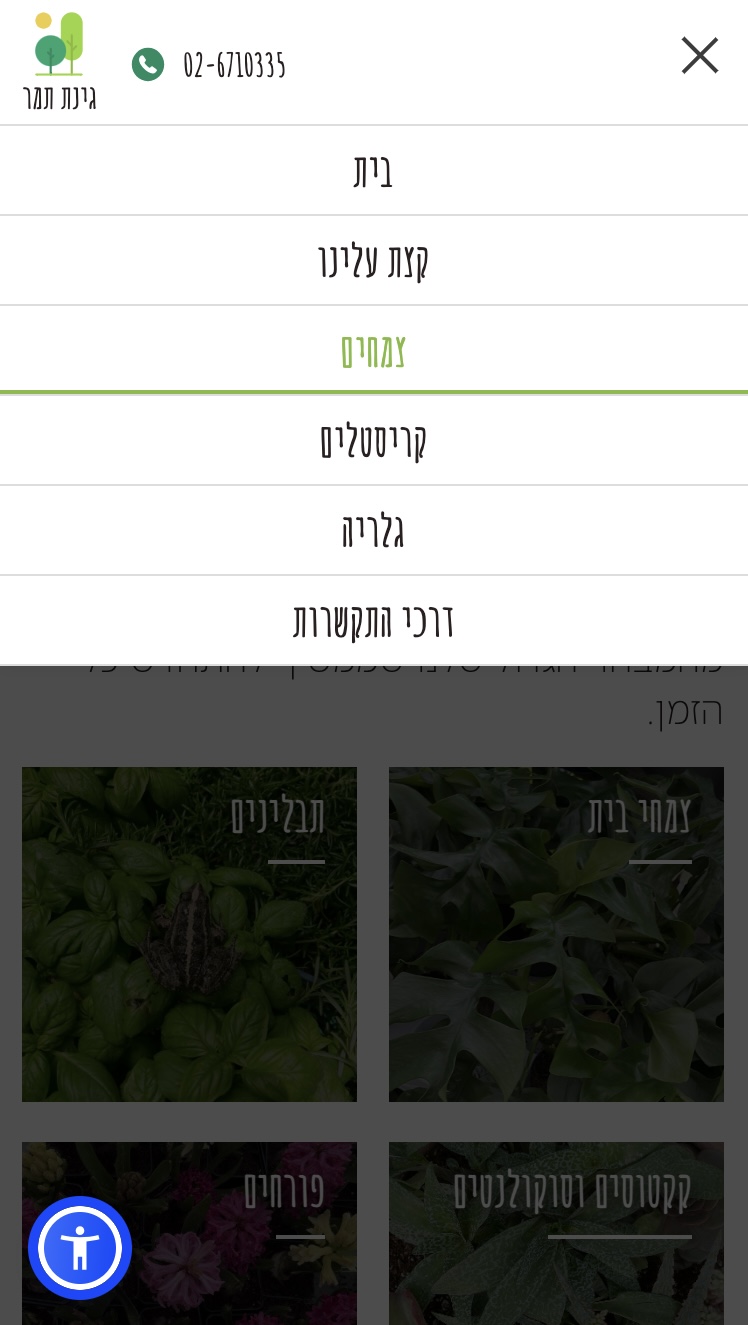 גינת תמר
02-6710335
בית
קצת עלינו
צמחים
קריסטלים
גלריה
דרכי התקשרות
הזמן.
צמחי בית
תבלינים
קקטוסים וסוקולנטים
פורחים